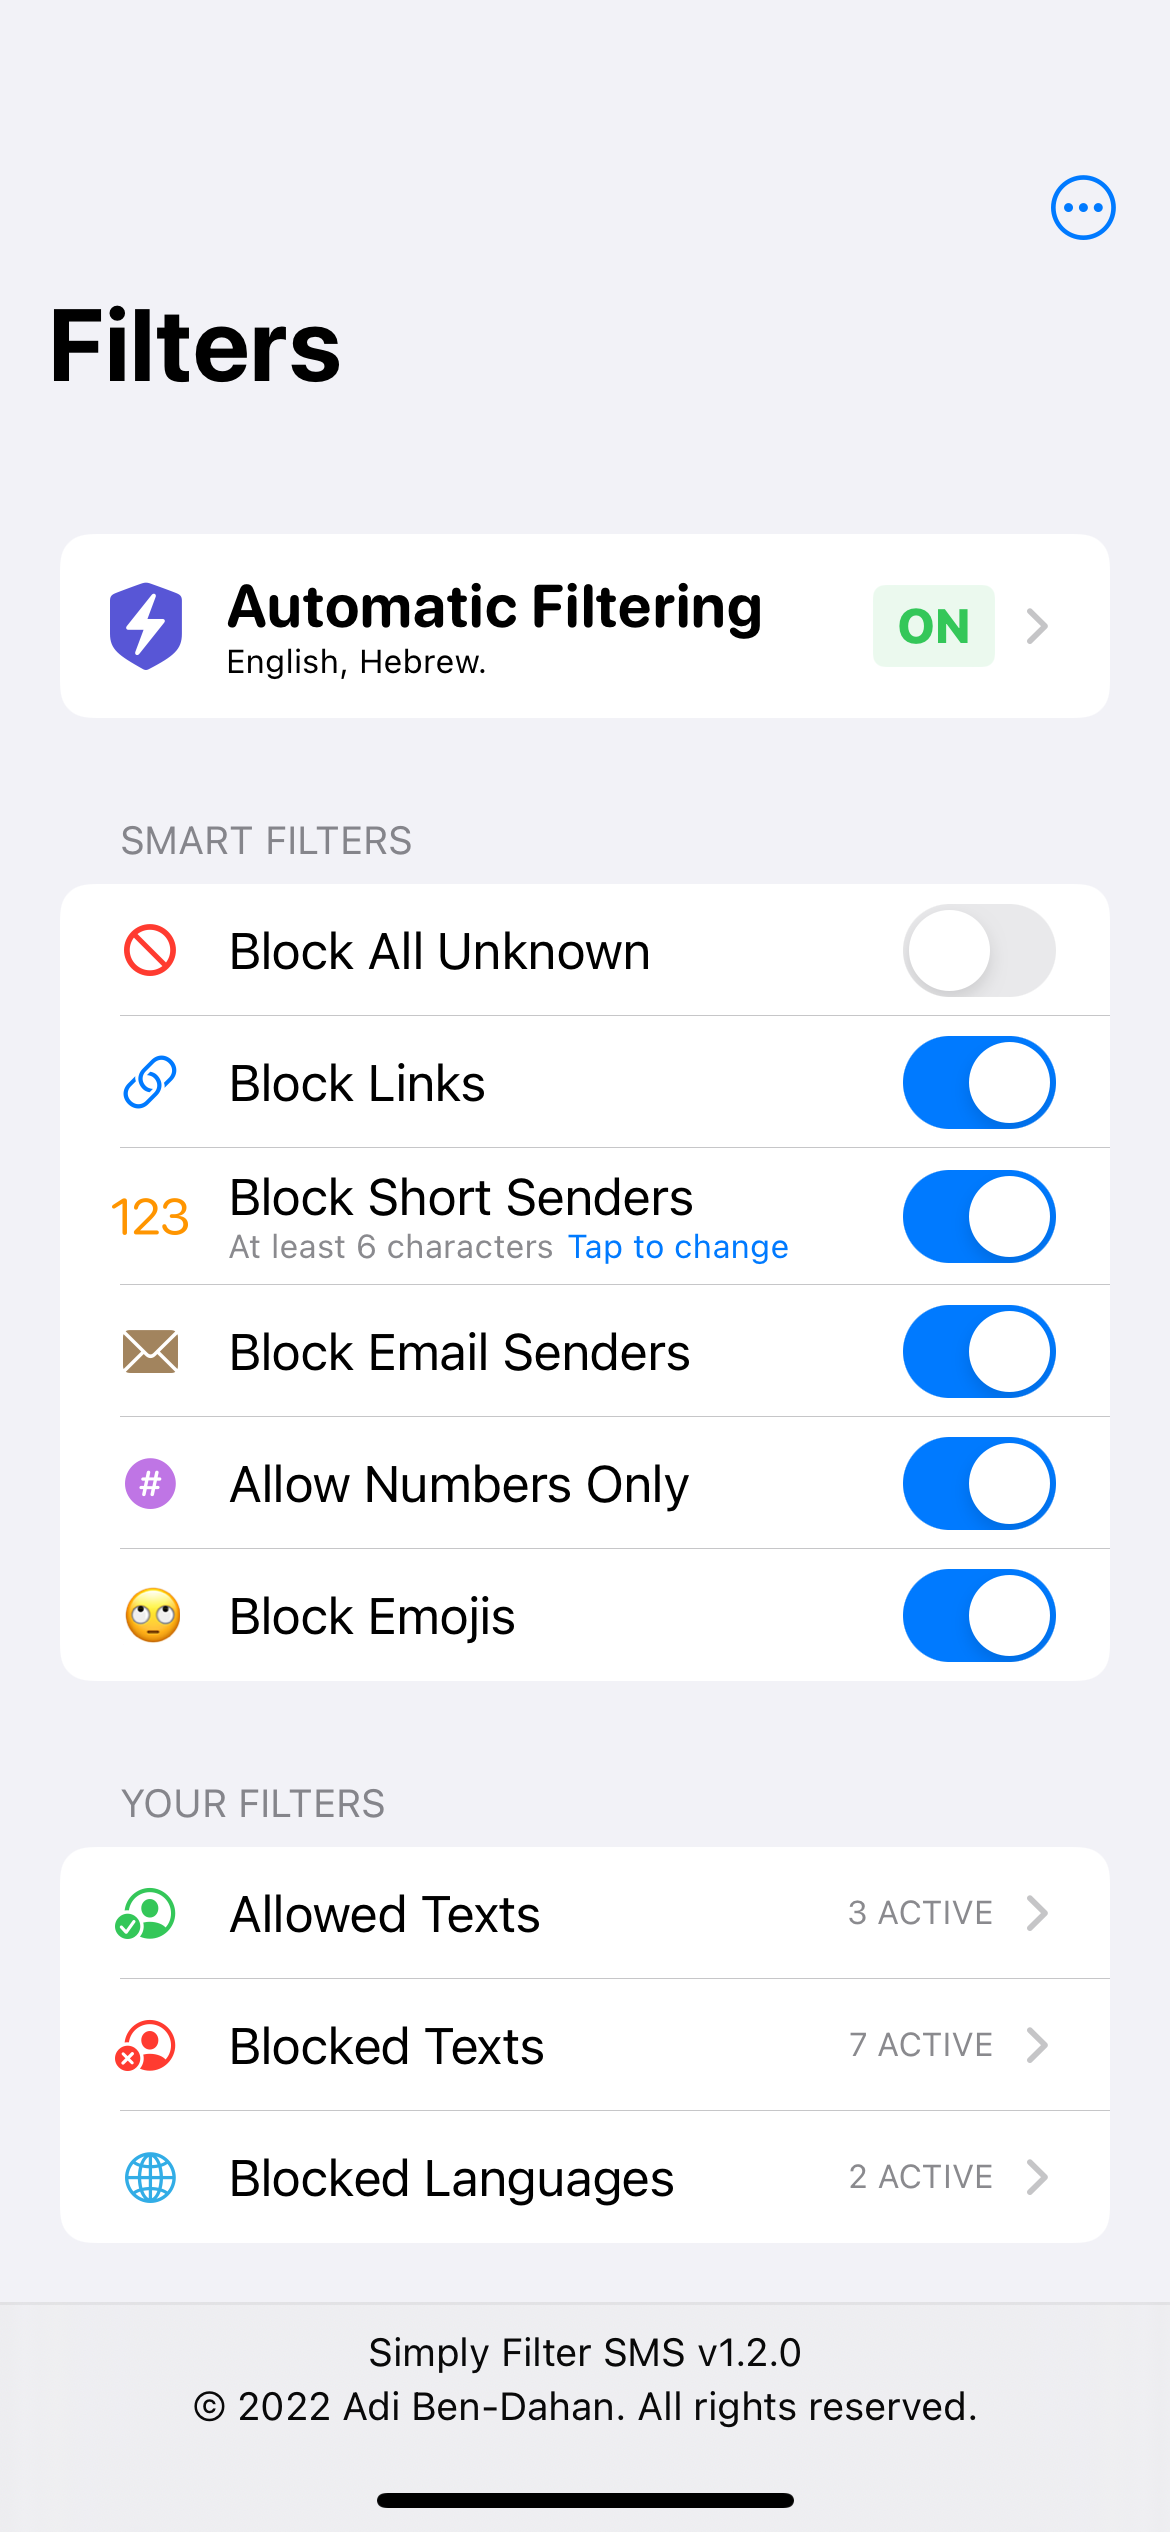 Filters
Automatic Filtering
English, Hebrew.
ON
SMART FILTERS
Block All Unknown
Block Links
123
Block Short Senders
At least 6 characters Tap to change
Block Email Senders
#
Allow Numbers Only
Block Emojis
YOUR FILTERS
Allowed Texts
3 ACTIVE
Blocked Texts
7 ACTIVE
Blocked Languages
2 ACTIVE
Simply Filter SMS v1.2.0
© 2022 Adi Ben-Dahan. All rights reserved.